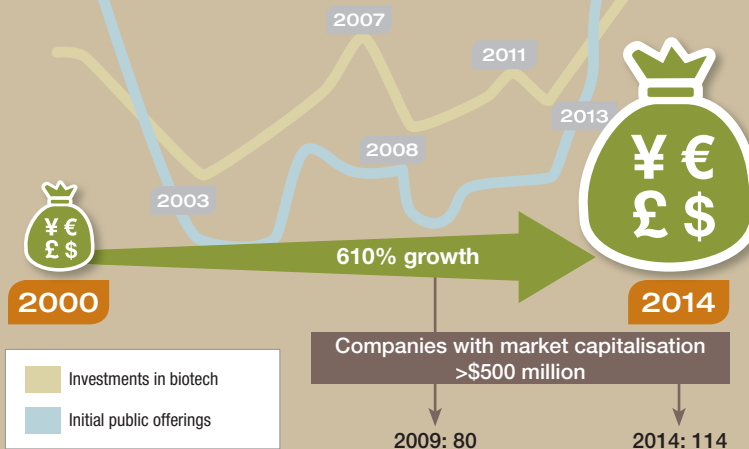 2007
2011
2013
2008
2003
¥ €
£ $
¥ €
£ $
610% growth
2000
2014
Companies with market capitalisation
>$500 million
Investments in biotech
Initial public offerings
2009: 80
2014: 114